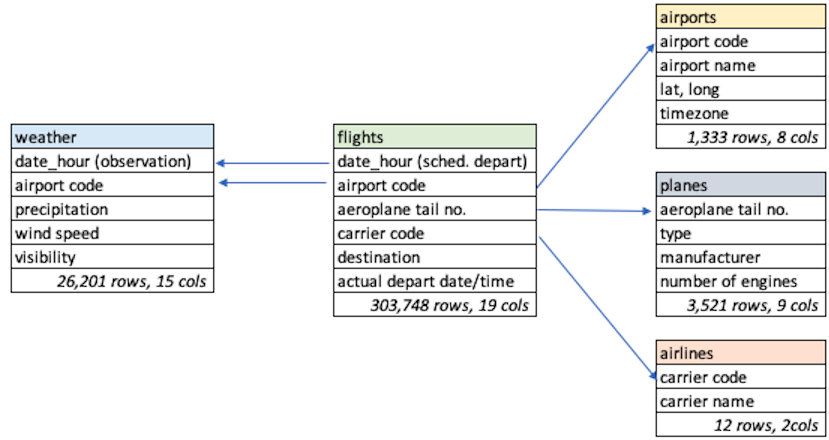 weather
date_hour (observation)
airport code
precipitation
wind speed
visibility
26,201 rows, 15 cols
flights
date_hour (sched. depart)
airport code
aeroplane tail no.
carrier code
destination
actual depart date/time
303,748 rows, 19 cols
airports
airport code
airport name
lat, long
timezone
1,333 rows, 8 cols
planes
aeroplane tail no.
type
manufacturer
number of engines
3,521 rows, 9 cols
airlines
carrier code
carrier name
12 rows, 2cols